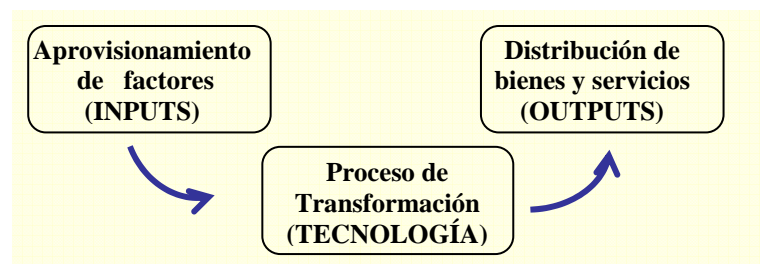 Aprovisionamiento
de factores
(INPUTS)
Distribución de
bienes y servicios
(OUTPUTS)
Proceso de
Transformación
(TECNOLOGÍA)